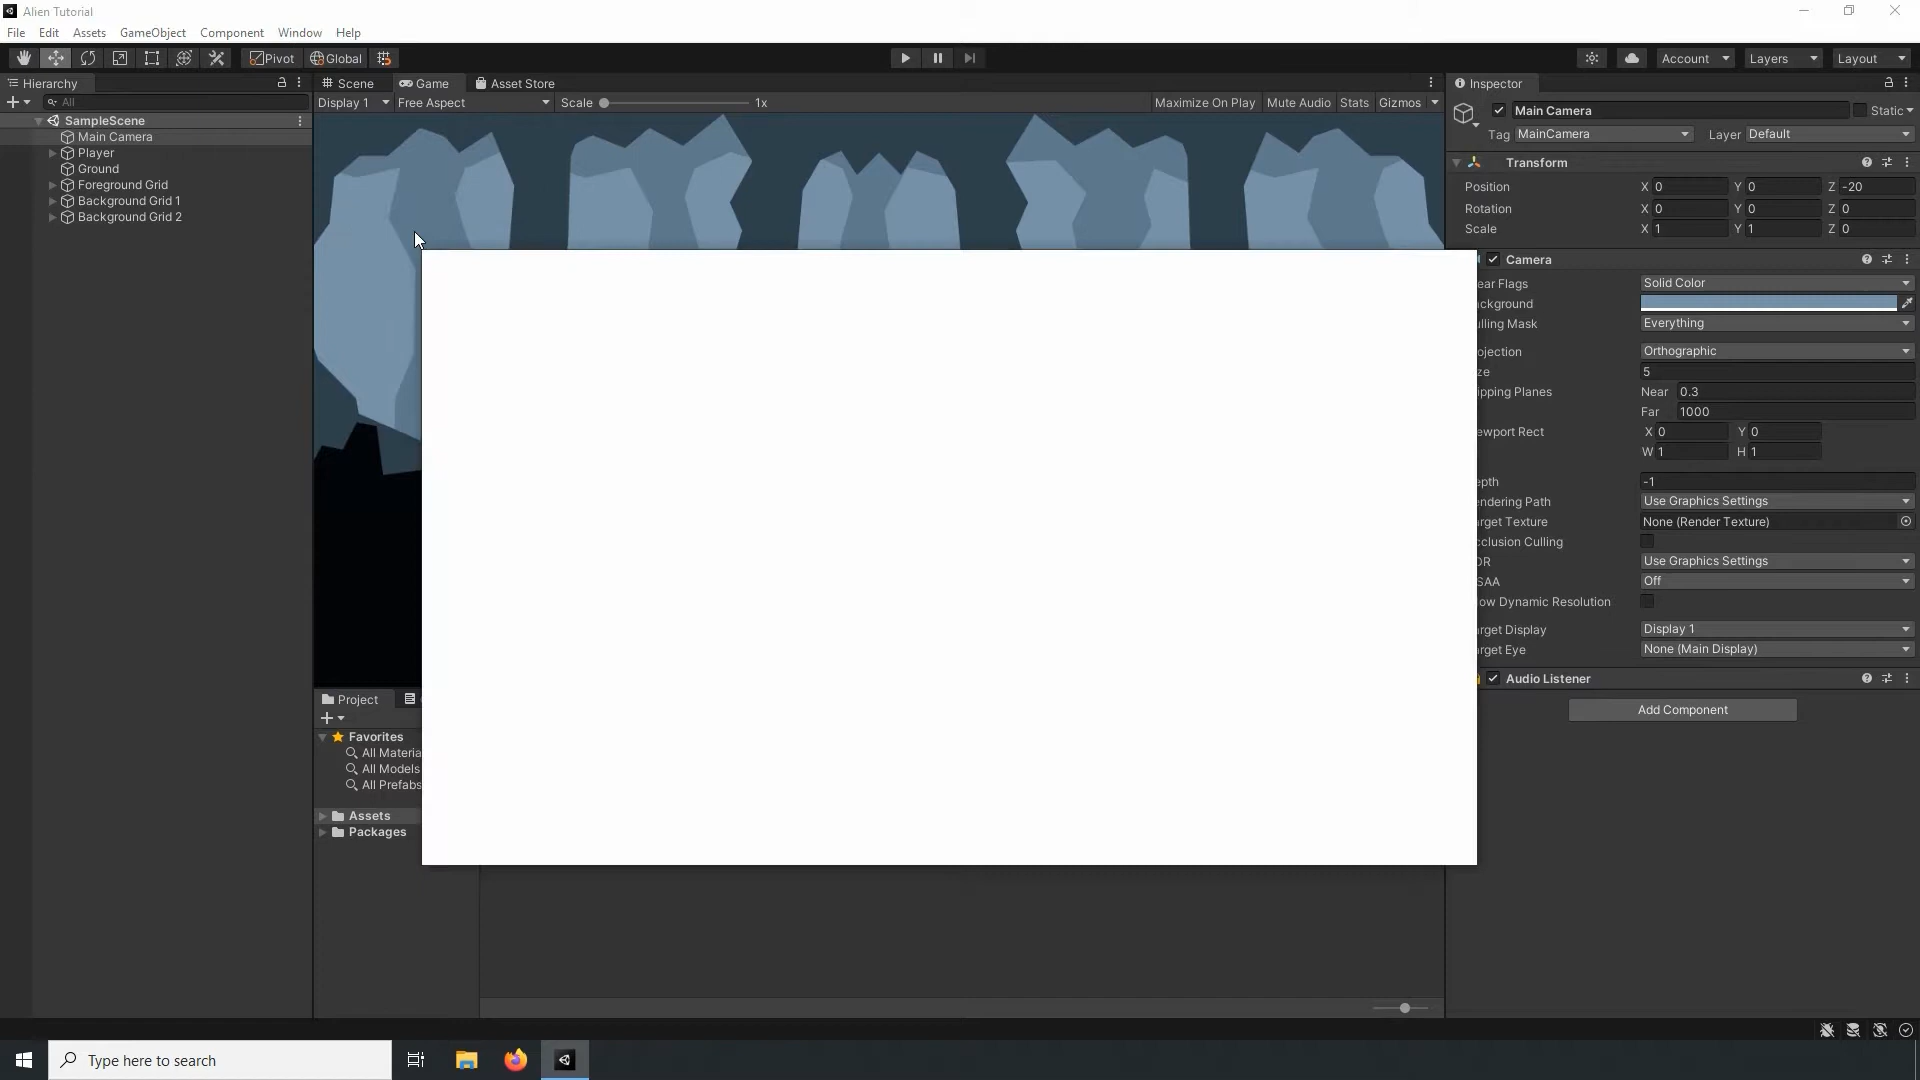 Alien Tutorial
File Edit Assets GameObject Component Window Help
Pivot Global Account Layers Layout
Hierarchy
All
SampleScene
Main Camera
Player
Ground
Foreground Grid
Background Grid 1
Background Grid 2
Scene Game Asset Store
Display 1 Free Aspect Scale 1x Maximize On Play Mute Audio Stats Gizmos
Project
Favorites
All Materia
All Models
All Prefabs
Assets
Packages
Inspector
Main Camera Static
Tag MainCamera Layer Default
Transform
Position X 0 Y 0 Z -20
Rotation X 0 Y 0 Z 0
Scale X 1 Y 1 Z 0
Camera
ear Flags Solid Color
ckground
ulling Mask Everything
ojection Orthographic
ze 5
ipping Planes Near 0.3
Far 1000
ewport Rect X 0 Y 0
W 1 H 1
epth -1
endering Path Use Graphics Settings
arget Texture None (Render Texture)
cclusion Culling
DR Use Graphics Settings
SAA Off
low Dynamic Resolution
arget Display Display 1
arget Eye None (Main Display)
Audio Listener
Add Component
Type here to search